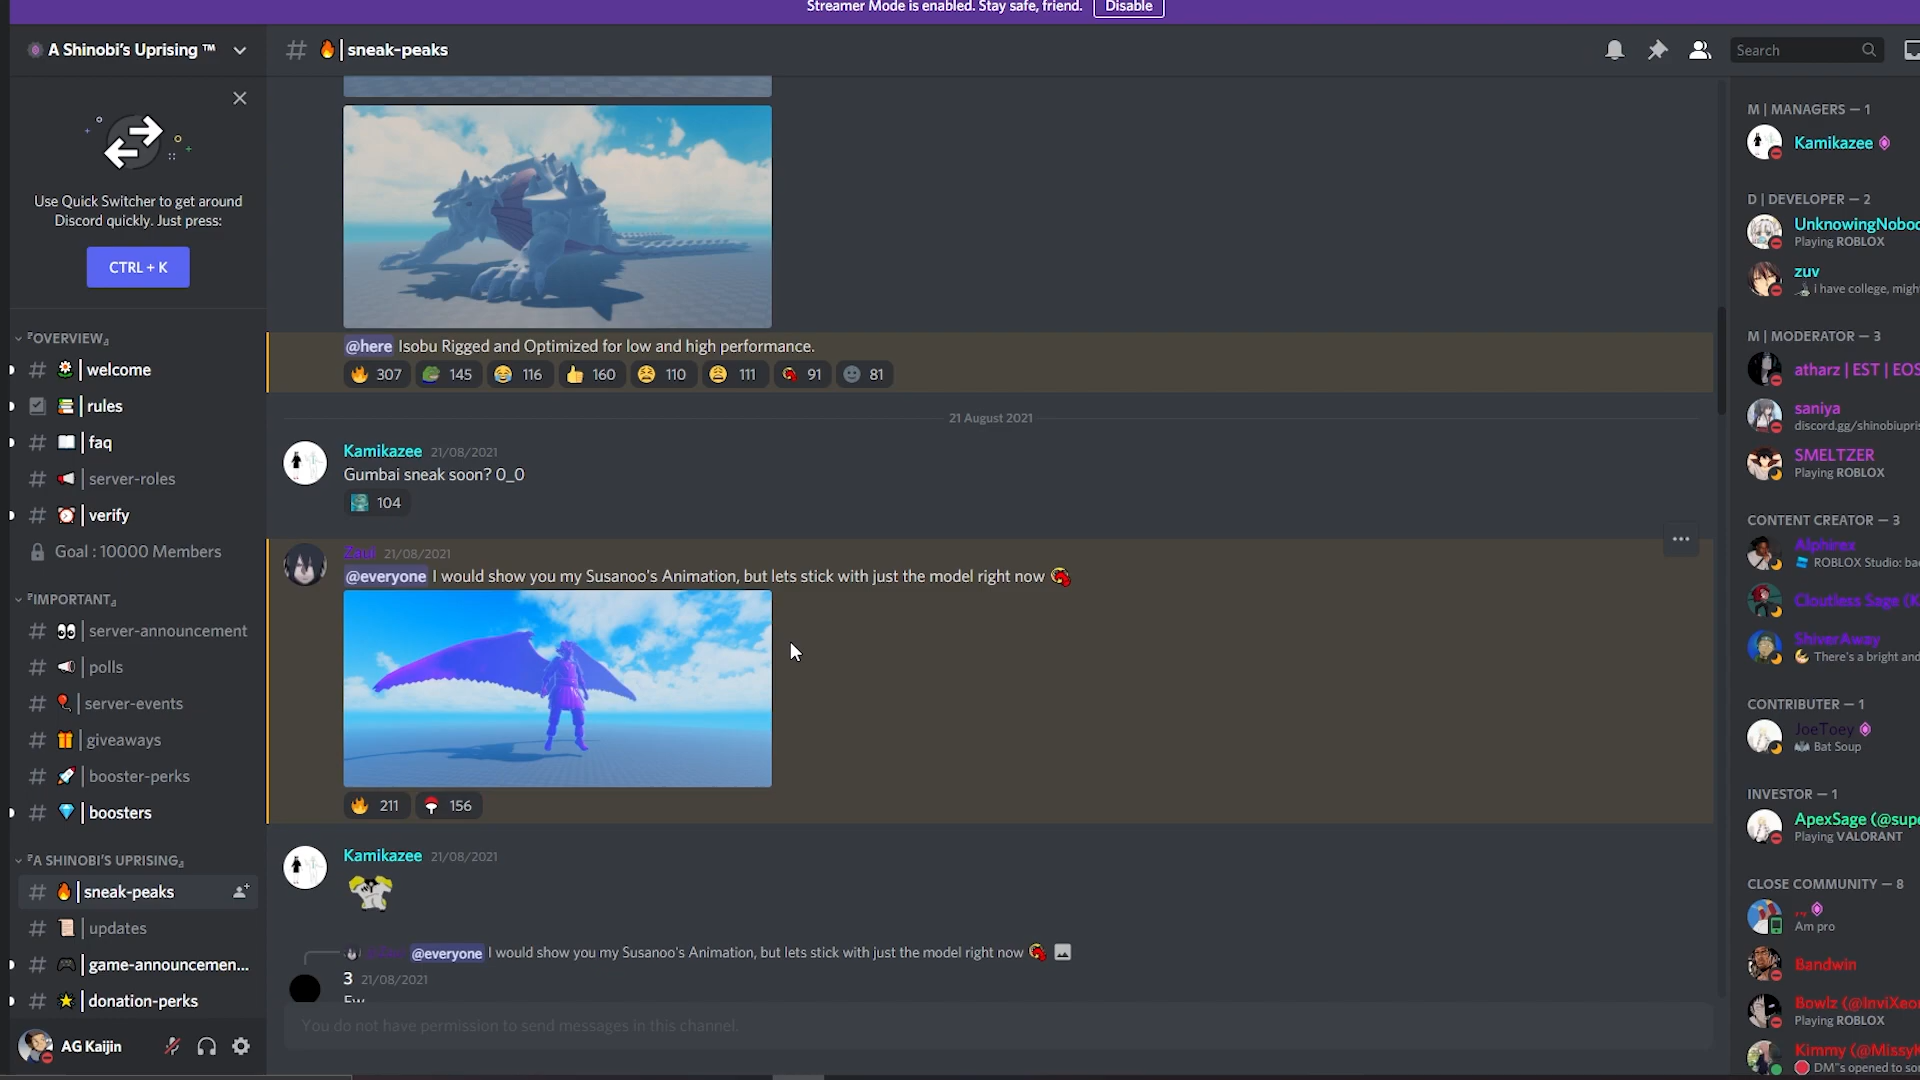 Streamer Mode is enabled. Stay safe, friend. Disable
A Shinobi's Uprising ™
Use Quick Switcher to get around
Discord quickly. Just press:
CTRL + K
『OVERVIEW』
welcome
rules
faq
server-roles
verify
Goal : 10000 Members
『IMPORTANT』
server-announcement
polls
server-events
giveaways
booster-perks
boosters
『A SHINOBI'S UPRISING』
sneak-peaks
updates
game-announcemen...
donation-perks
AG Kaijin
sneak-peaks
Search
@here Isobu Rigged and Optimized for low and high performance.
307 145 116 160 110 111 91 81
21 August 2021
Kamikazee 21/08/2021
Gumbai sneak soon? 0_0
104
Zaul 21/08/2021
@everyone I would show you my Susanoo's Animation, but lets stick with just the model right now
211 156
Kamikazee 21/08/2021
@everyone I would show you my Susanoo's Animation, but lets stick with just the model right now
3 21/08/2021
Ew
You do not have permission to send messages in this channel.
M | MANAGERS — 1
Kamikazee
D | DEVELOPER — 2
UnknowingNoboc
Playing ROBLOX
zuv
i have college, migh
M | MODERATOR — 3
atharz | EST | EOS
saniya
discord.gg/shinobiupris
SMELTZER
Playing ROBLOX
CONTENT CREATOR — 3
Alphirex
ROBLOX Studio: ba
Cloutless Sage (K
ShiverAway
There's a bright and
CONTRIBUTER — 1
JoeToey
Bat Soup
INVESTOR — 1
ApexSage (@supe
Playing VALORANT
CLOSE COMMUNITY — 8
Am pro
Bandwin
Bowlz (@InviXeon
Playing ROBLOX
Kimmy (@MissyK
DM"s opened to so